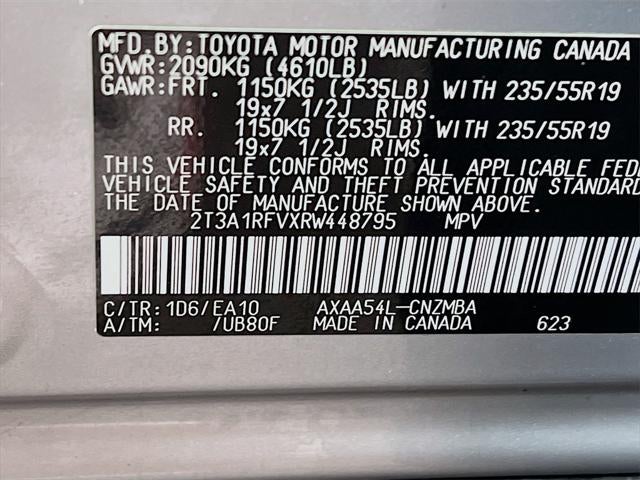 MFD.BY:TOYOTA MOTOR MANUFACTURING CANADA
GVWR:2090KG (4610LB)
GAWR:FRT. 1150KG (2535LB) WITH 235/55R19
19x7 1/2J RIMS.
RR. 1150KG (2535LB) WITH 235/55R19
19x7 1/2J RIMS.
THIS VEHICLE CONFORMS TO ALL APPLICABLE FEDE
VEHICLE SAFETY AND THEFT PREVENTION STANDARD
THE DATE OF MANUFACTURE SHOWN ABOVE.
2T3A1RFVXRW448795 MPV
C/TR:1D6/EA10 AXAA54L-CNZMBA
A/TM: /UB80F MADE IN CANADA 623